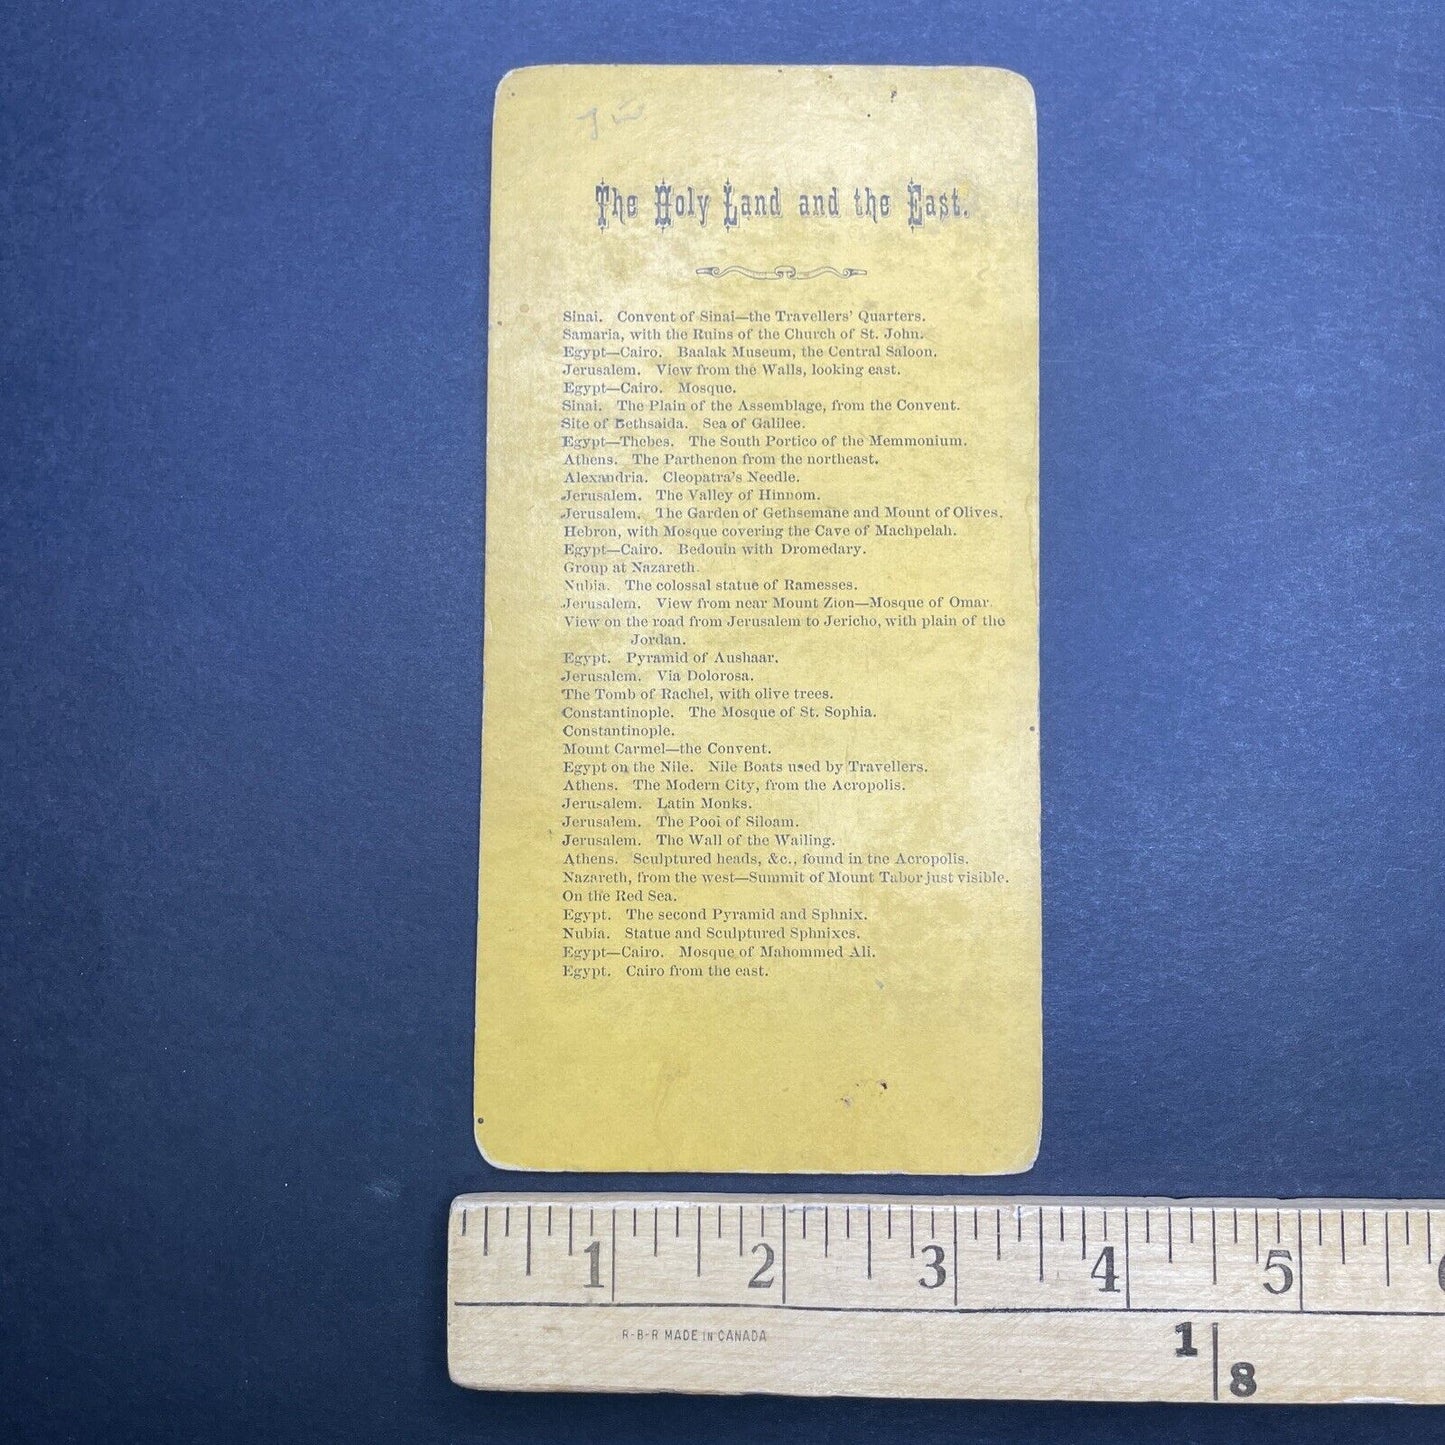 The Holy Land and the East.
Sinai. Convent of Sinai—the Travellers' Quarters.
Samaria, with the Ruins of the Church of St. John.
Egypt—Cairo. Baalak Museum, the Central Saloon.
Jerusalem. View from the Walls, looking east.
Egypt—Cairo. Mosque.
Sinai. The Plain of the Assemblage, from the Convent.
Site of Bethsaida. Sea of Galilee.
Egypt—Thebes. The South Portico of the Memmonium.
Athens. The Parthenon from the northeast.
Alexandria. Cleopatra's Needle.
Jerusalem. The Valley of Hinnom.
Jerusalem. The Garden of Gethsemane and Mount of Olives.
Hebron, with Mosque covering the Cave of Machpelah.
Egypt—Cairo. Bedouin with Dromedary.
Group at Nazareth.
Nubia. The colossal statue of Ramesses.
Jerusalem. View from near Mount Zion—Mosque of Omar.
View on the road from Jerusalem to Jericho, with plain of the
Jordan.
Egypt. Pyramid of Aushaar.
Jerusalem. Via Dolorosa.
The Tomb of Rachel, with olive trees.
Constantinople. The Mosque of St. Sophia.
Constantinople.
Mount Carmel—the Convent.
Egypt on the Nile. Nile Boats used by Travellers.
Athens. The Modern City, from the Acropolis.
Jerusalem. Latin Monks.
Jerusalem. The Pool of Siloam.
Jerusalem. The Wall of the Wailing.
Athens. Sculptured heads, &c., found in the Acropolis.
Nazareth, from the west—Summit of Mount Tabor just visible.
On the Red Sea.
Egypt. The second Pyramid and Sphnix.
Nubia. Statue and Sculptured Sphnixes.
Egypt—Cairo. Mosque of Mahommed Ali.
Egypt. Cairo from the east.
1 2 3 4 5 6
R-B-R MADE IN CANADA
1 8